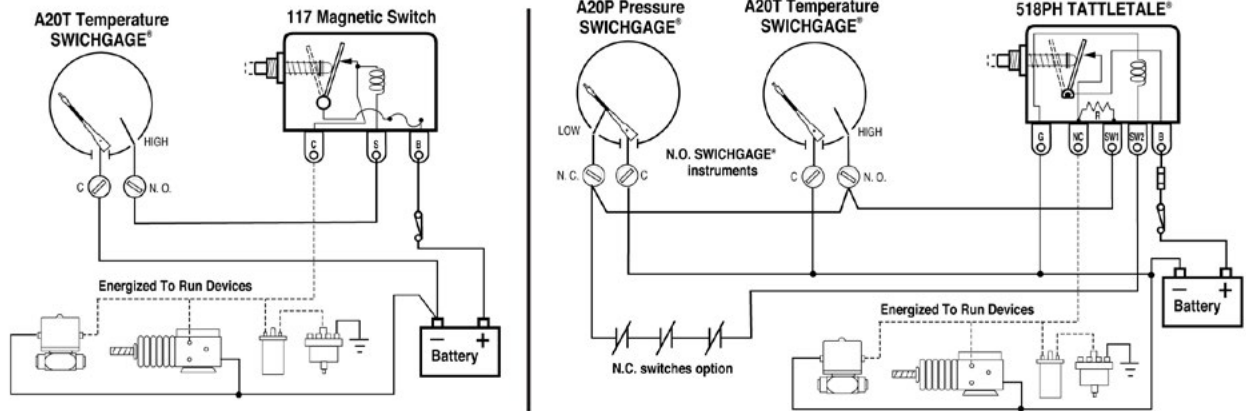 A20T Temperature
SWICHGAGE®
117 Magnetic Switch
HIGH
C
S
B
C
N. O.
Energized To Run Devices
− +
Battery
A20P Pressure
SWICHGAGE®
A20T Temperature
SWICHGAGE®
518PH TATTLETALE®
LOW
HIGH
R
G
NC
SW1
SW2
B
N.O. SWICHGAGE®
instruments
N. C.
C
C
N. O.
− +
Battery
Energized To Run Devices
N.C. switches option